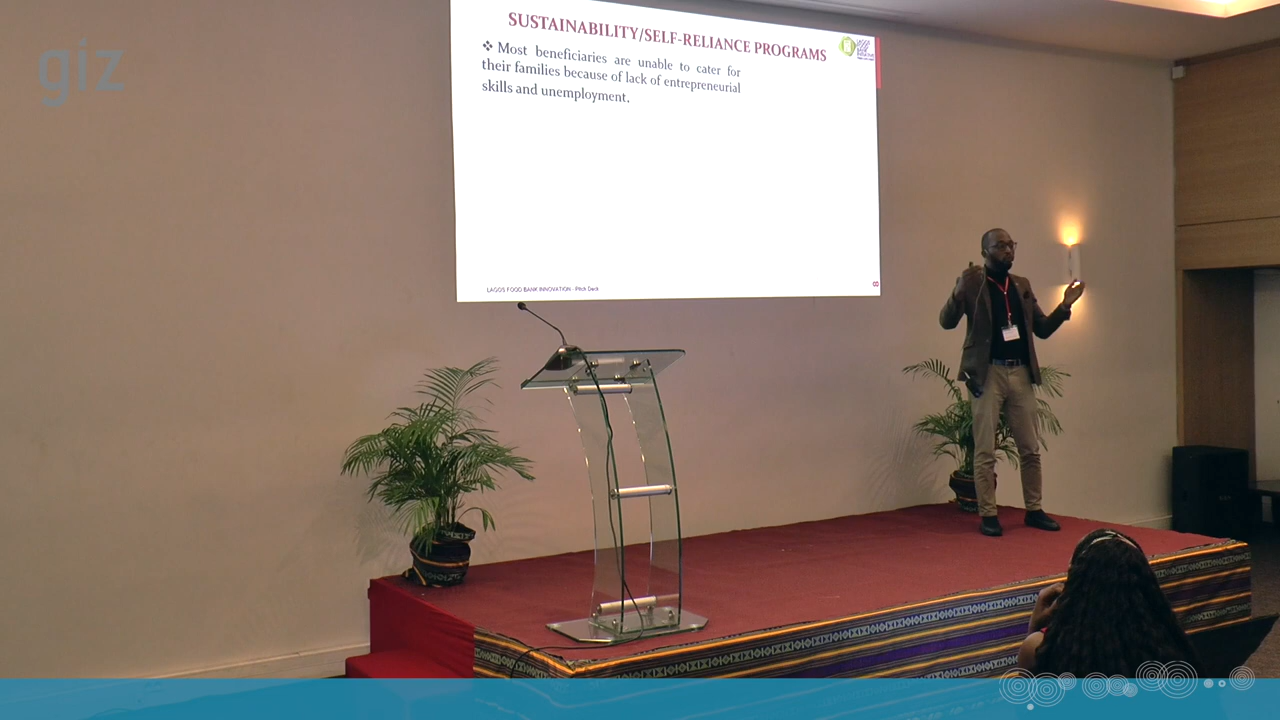 giz
SUSTAINABILITY/SELF-RELIANCE PROGRAMS
❖ Most beneficiaries are unable to cater for
their families because of lack of entrepreneurial
skills and unemployment.
LAGOS FOOD BANK INNOVATION - Pitch Deck
8